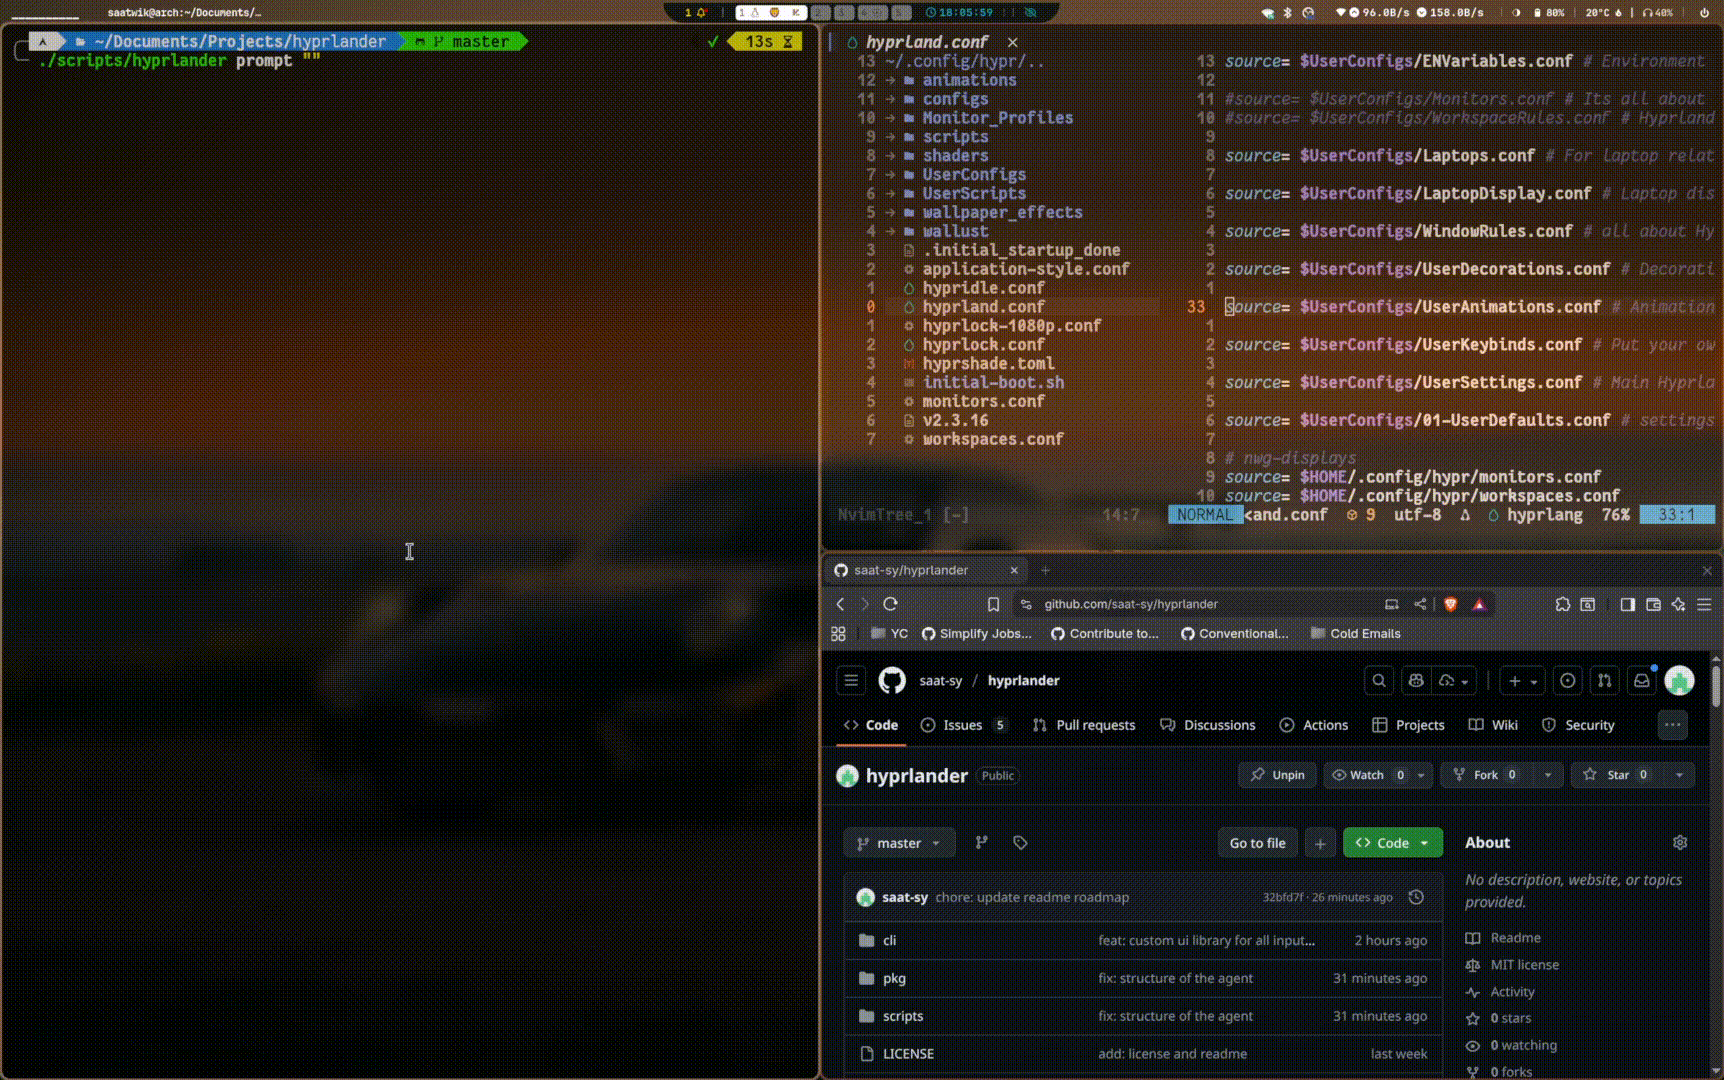 saatwik@arch:~/Documents/…
1
1
2
3
4
5
18:05:59
96.0B/s 158.0B/s
80%
20°C
40%
~/Documents/Projects/hyprlander master
13s
./scripts/hyprlander prompt ""
hyprland.conf
13 ~/.config/hypr/..
12 animations
11 configs
10 Monitor_Profiles
9 scripts
8 shaders
7 UserConfigs
6 UserScripts
5 wallpaper_effects
4 wallust
3 .initial_startup_done
2 application-style.conf
1 hypridle.conf
0 hyprland.conf
1 hyprlock-1080p.conf
2 hyprlock.conf
3 hyprshade.toml
4 initial-boot.sh
5 monitors.conf
6 v2.3.16
7 workspaces.conf
NvimTree_1 [-] 14:7
13 source= $UserConfigs/ENVariables.conf # Environment
12
11 #source= $UserConfigs/Monitors.conf # Its all about
10 #source= $UserConfigs/WorkspaceRules.conf # Hyprland
9
8 source= $UserConfigs/Laptops.conf # For laptop relat
7
6 source= $UserConfigs/LaptopDisplay.conf # Laptop dis
5
4 source= $UserConfigs/WindowRules.conf # all about Hy
3
2 source= $UserConfigs/UserDecorations.conf # Decorati
1
33 source= $UserConfigs/UserAnimations.conf # Animation
1
2 source= $UserConfigs/UserKeybinds.conf # Put your ow
3
4 source= $UserConfigs/UserSettings.conf # Main Hyprla
5
6 source= $UserConfigs/01-UserDefaults.conf # settings
7
8 # nwg-displays
9 source= $HOME/.config/hypr/monitors.conf
10 source= $HOME/.config/hypr/workspaces.conf
NORMAL <and.conf 9 utf-8 hyprlang 76% 33:1
saat-sy/hyprlander
github.com/saat-sy/hyprlander
YC Simplify Jobs... Contribute to... Conventional... Cold Emails
saat-sy / hyprlander
Code Issues 5 Pull requests Discussions Actions Projects Wiki Security
hyprlander Public
Unpin Watch 0 Fork 0 Star 0
master
Go to file Code
saat-sy chore: update readme roadmap 32bfd7f · 26 minutes ago
cli feat: custom ui library for all input... 2 hours ago
pkg fix: structure of the agent 31 minutes ago
scripts fix: structure of the agent 31 minutes ago
LICENSE add: license and readme last week
About
No description, website, or topics
provided.
Readme
MIT license
Activity
0 stars
0 watching
0 forks